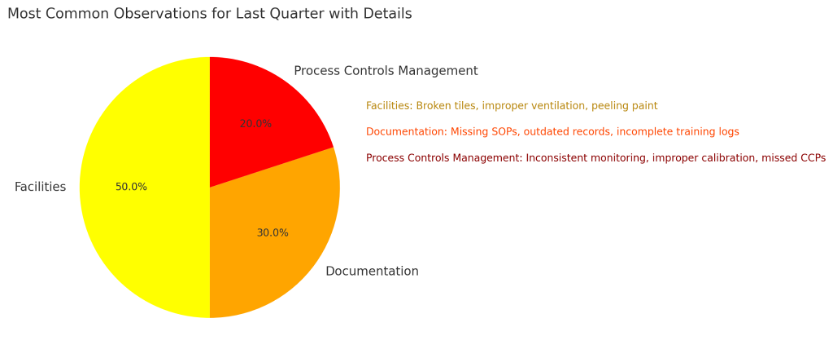 Most Common Observations for Last Quarter with Details
Process Controls Management
Facilities: Broken tiles, improper ventilation, peeling paint
20.0%
Documentation: Missing SOPs, outdated records, incomplete training logs
Process Controls Management: Inconsistent monitoring, improper calibration, missed CCPs
Facilities
50.0%
30.0%
Documentation